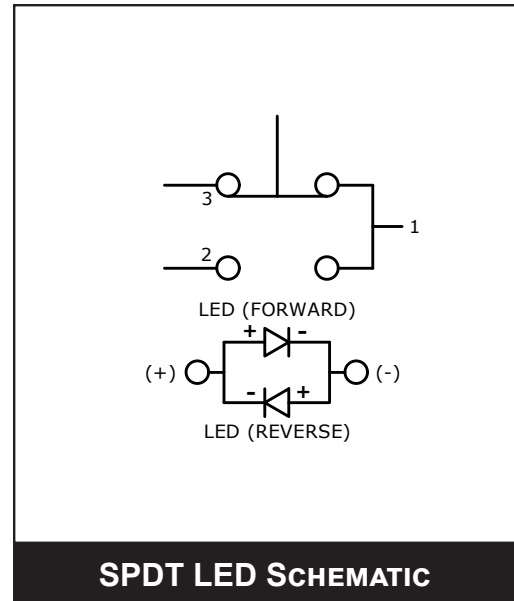 3
1
2
LED (FORWARD)
+ -
(+) (-)
- +
LED (REVERSE)
SPDT LED SCHEMATIC